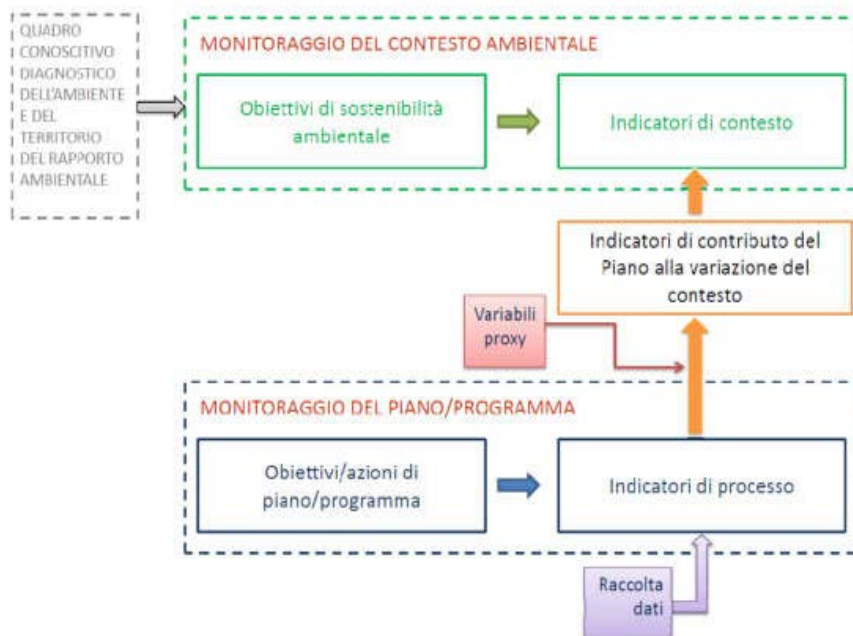 QUADRO
CONOSCITIVO
DIAGNOSTICO
DELL'AMBIENTE
E DEL
TERRITORIO
DEL RAPPORTO
AMBIENTALE
MONITORAGGIO DEL CONTESTO AMBIENTALE
Obiettivi di sostenibilità
ambientale
Indicatori di contesto
Indicatori di contributo del
Piano alla variazione del
contesto
Variabili
proxy
MONITORAGGIO DEL PIANO/PROGRAMMA
Obiettivi/azioni di
piano/programma
Indicatori di processo
Raccolta
dati